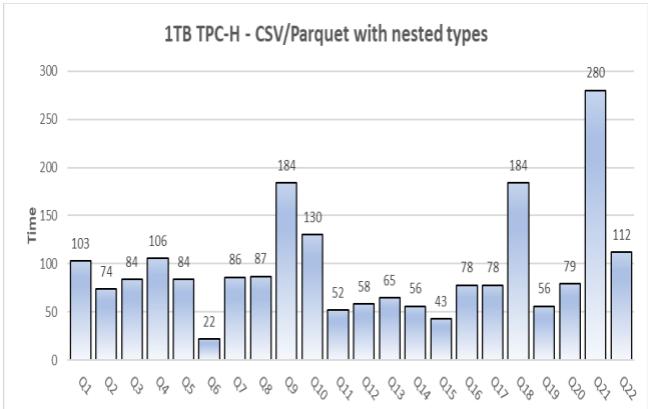 1TB TPC-H - CSV/Parquet with nested types
300
250
200
150
100
50
0
Time
103
74
84
106
84
22
86
87
184
130
52
58
65
56
43
78
78
184
56
79
280
112
Q1
Q2
Q3
Q4
Q5
Q6
Q7
Q8
Q9
Q10
Q11
Q12
Q13
Q14
Q15
Q16
Q17
Q18
Q19
Q20
Q21
Q22